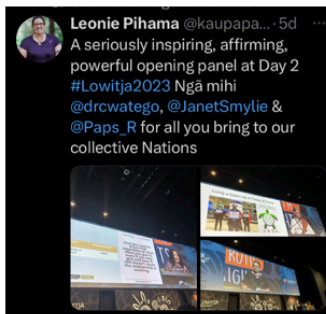 Leonie Pihama @kaupapa... · 5d ...
A seriously inspiring, affirming,
powerful opening panel at Day 2
#Lowitja2023 Ngā mihi
@drcwatego, @JanetSmylie &
@Paps_R for all you bring to our
collective Nations